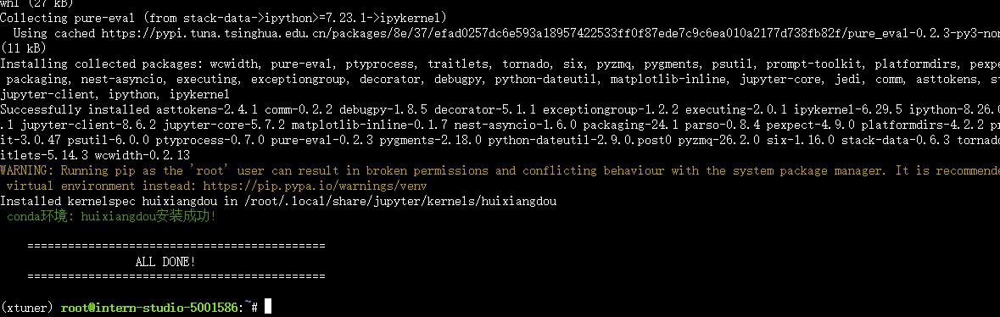 whl (27 kB)
Collecting pure-eval (from stack-data->ipython>=7.23.1->ipykernel)
  Using cached https://pypi.tuna.tsinghua.edu.cn/packages/8e/37/efad0257dc6e593a18957422533ff0f87ede7c9c6ea010a2177d738fb82f/pure_eval-0.2.3-py3-non
(11 kB)
Installing collected packages: wcwidth, pure-eval, ptyprocess, traitlets, tornado, six, pyzmq, pygments, psutil, prompt-toolkit, platformdirs, pexpe
 packaging, nest-asyncio, executing, exceptiongroup, decorator, debugpy, python-dateutil, matplotlib-inline, jupyter-core, jedi, comm, asttokens, st
jupyter-client, ipython, ipykernel
Successfully installed asttokens-2.4.1 comm-0.2.2 debugpy-1.8.5 decorator-5.1.1 exceptiongroup-1.2.2 executing-2.0.1 ipykernel-6.29.5 ipython-8.26.0
.1 jupyter-client-8.6.2 jupyter-core-5.7.2 matplotlib-inline-0.1.7 nest-asyncio-1.6.0 packaging-24.1 parso-0.8.4 pexpect-4.9.0 platformdirs-4.2.2 pr
it-3.0.47 psutil-6.0.0 ptyprocess-0.7.0 pure-eval-0.2.3 pygments-2.18.0 python-dateutil-2.9.0.post0 pyzmq-26.2.0 six-1.16.0 stack-data-0.6.3 tornado
itlets-5.14.3 wcwidth-0.2.13
WARNING: Running pip as the 'root' user can result in broken permissions and conflicting behaviour with the system package manager. It is recommende
 virtual environment instead: https://pip.pypa.io/warnings/venv
Installed kernelspec huixiangdou in /root/.local/share/jupyter/kernels/huixiangdou
 conda环境: huixiangdou安装成功!
============================================
ALL DONE!
============================================
(xtuner) root@intern-studio-5001586:~#